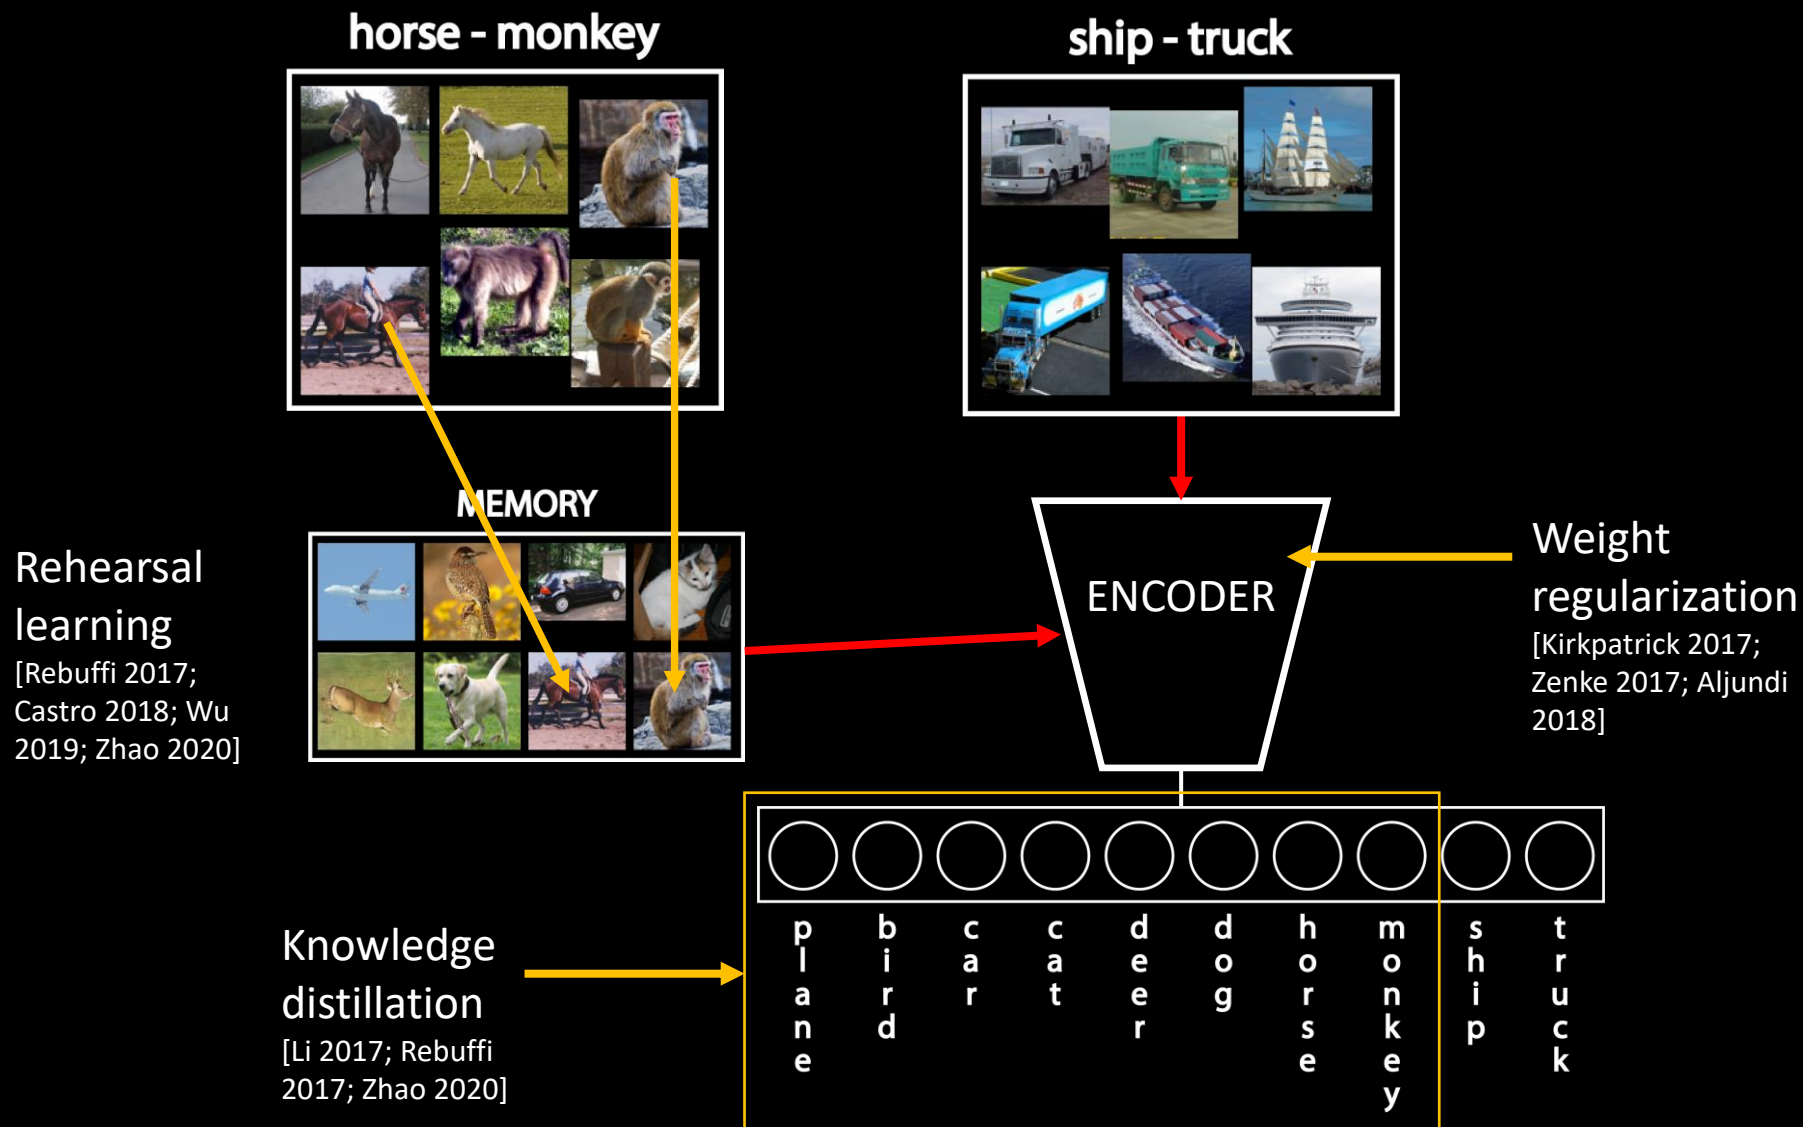 horse - monkey
ship - truck
MEMORY
Rehearsal
learning
[Rebuffi 2017;
Castro 2018; Wu
2019; Zhao 2020]
ENCODER
Weight
regularization
[Kirkpatrick 2017;
Zenke 2017; Aljundi
2018]
Knowledge
distillation
[Li 2017; Rebuffi
2017; Zhao 2020]
plane
bird
car
cat
deer
dog
horse
monkey
ship
truck